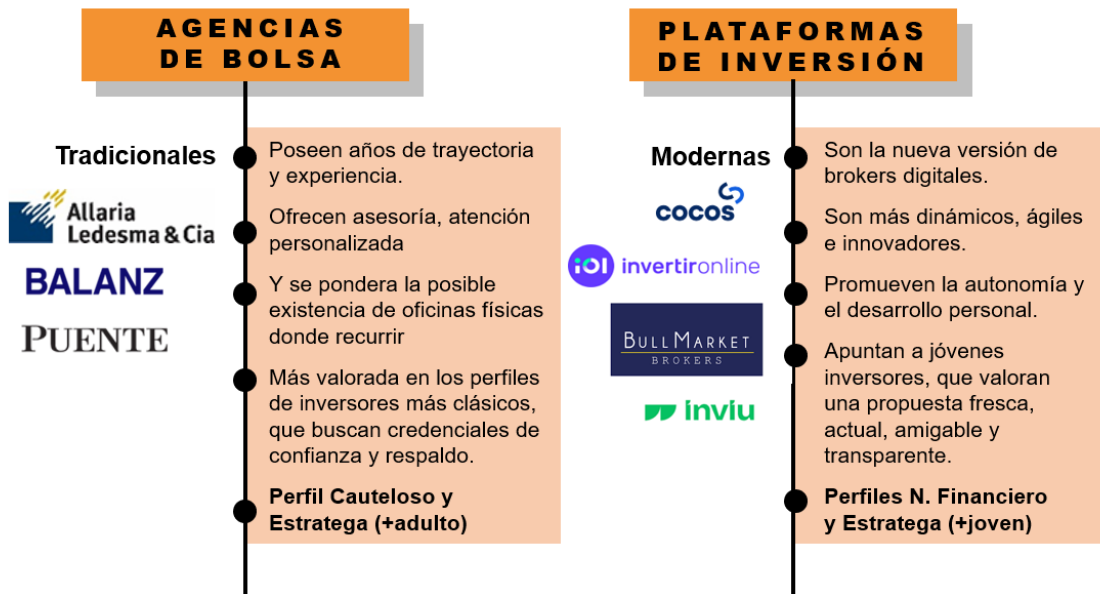 AGENCIAS
DE BOLSA
Tradicionales
Allaria
Ledesma & Cia
BALANZ
PUENTE
Poseen años de trayectoria
y experiencia.
Ofrecen asesoría, atención
personalizada
Y se pondera la posible
existencia de oficinas físicas
donde recurrir
Más valorada en los perfiles
de inversores más clásicos,
que buscan credenciales de
confianza y respaldo.
Perfil Cauteloso y
Estratega (+adulto)
PLATAFORMAS
DE INVERSIÓN
Modernas
cocos
iOl invertironline
BULLMARKET
BROKERS
inviu
Son la nueva versión de
brokers digitales.
Son más dinámicos, ágiles
e innovadores.
Promueven la autonomía y
el desarrollo personal.
Apuntan a jóvenes
inversores, que valoran
una propuesta fresca,
actual, amigable y
transparente.
Perfiles N. Financiero
y Estratega (+joven)